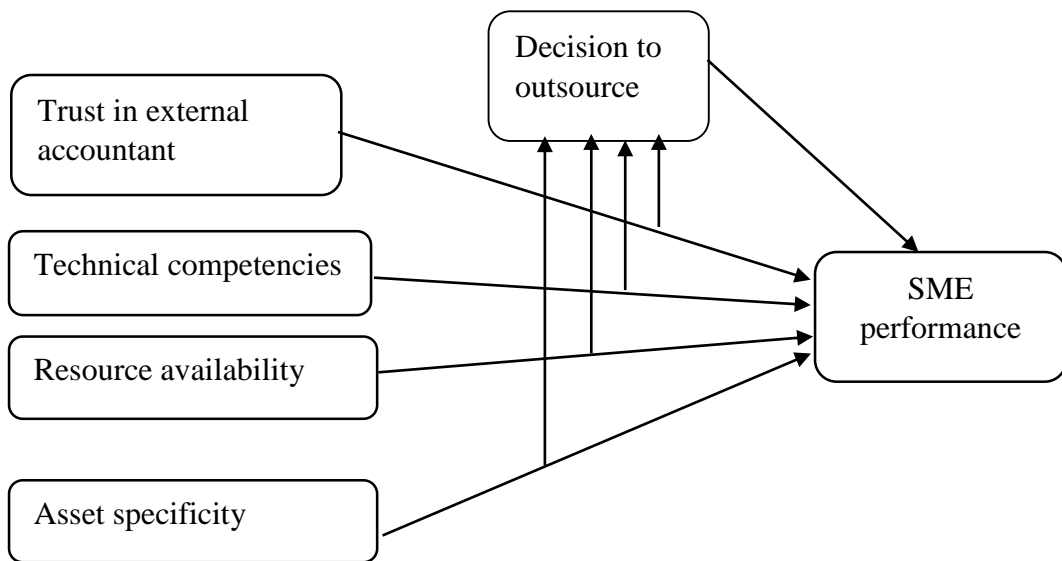 Decision to
outsource
Trust in external
accountant
Technical competencies
SME
performance
Resource availability
Asset specificity